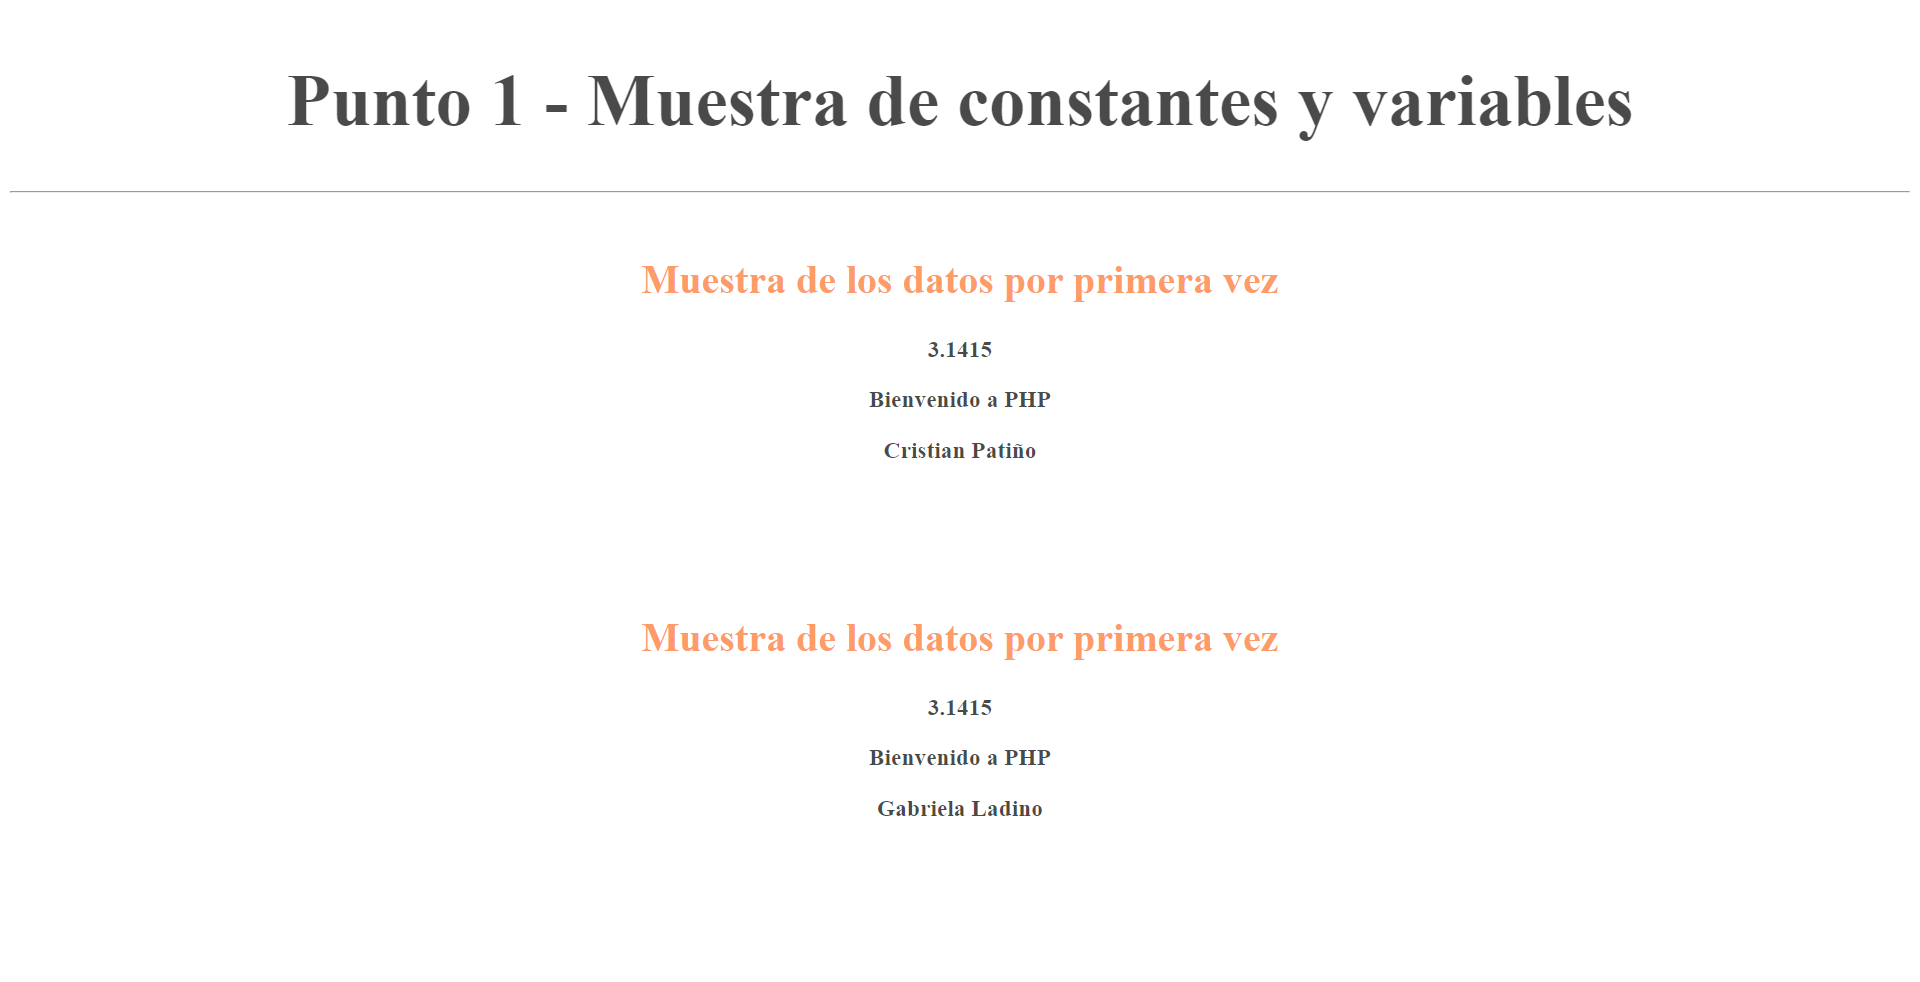 Punto 1 - Muestra de constantes y variables
Muestra de los datos por primera vez
3.1415
Bienvenido a PHP
Cristian Patiño
Muestra de los datos por primera vez
3.1415
Bienvenido a PHP
Gabriela Ladino